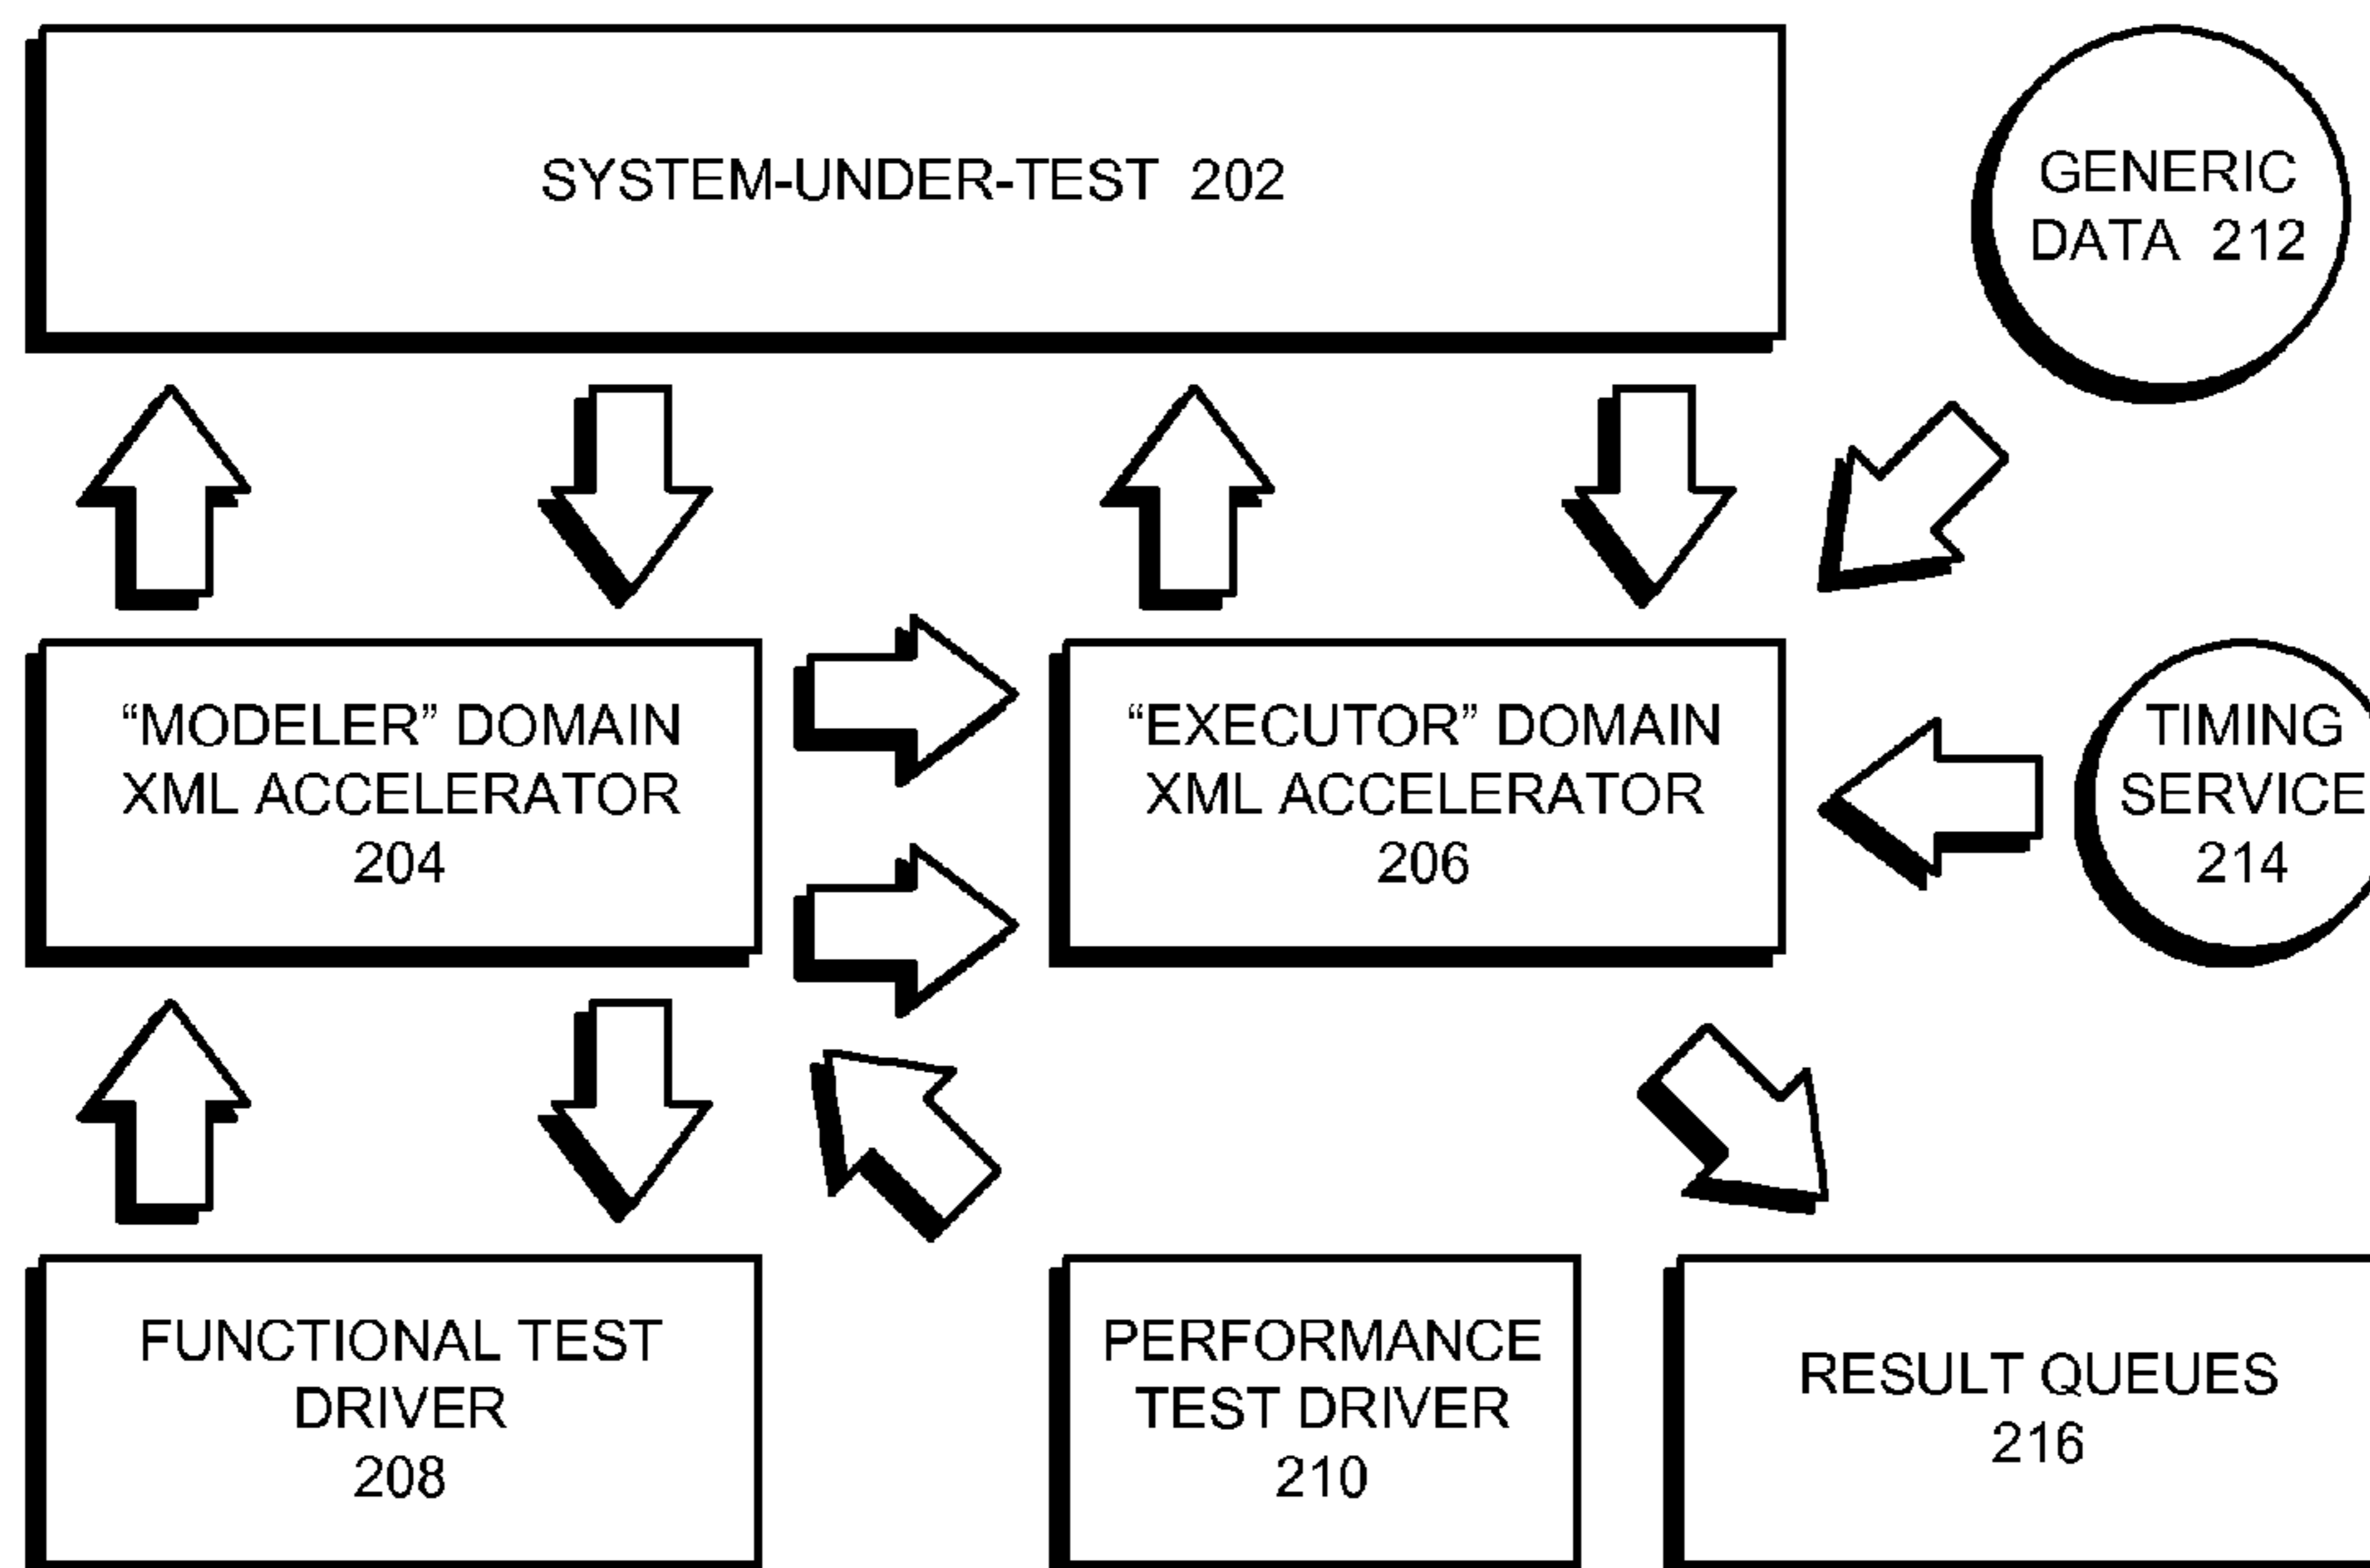 SYSTEM-UNDER-TEST 202
GENERIC
DATA 212
“MODELER” DOMAIN
XML ACCELERATOR
204
“EXECUTOR” DOMAIN
XML ACCELERATOR
206
TIMING
SERVICE
214
FUNCTIONAL TEST
DRIVER
208
PERFORMANCE
TEST DRIVER
210
RESULT QUEUES
216